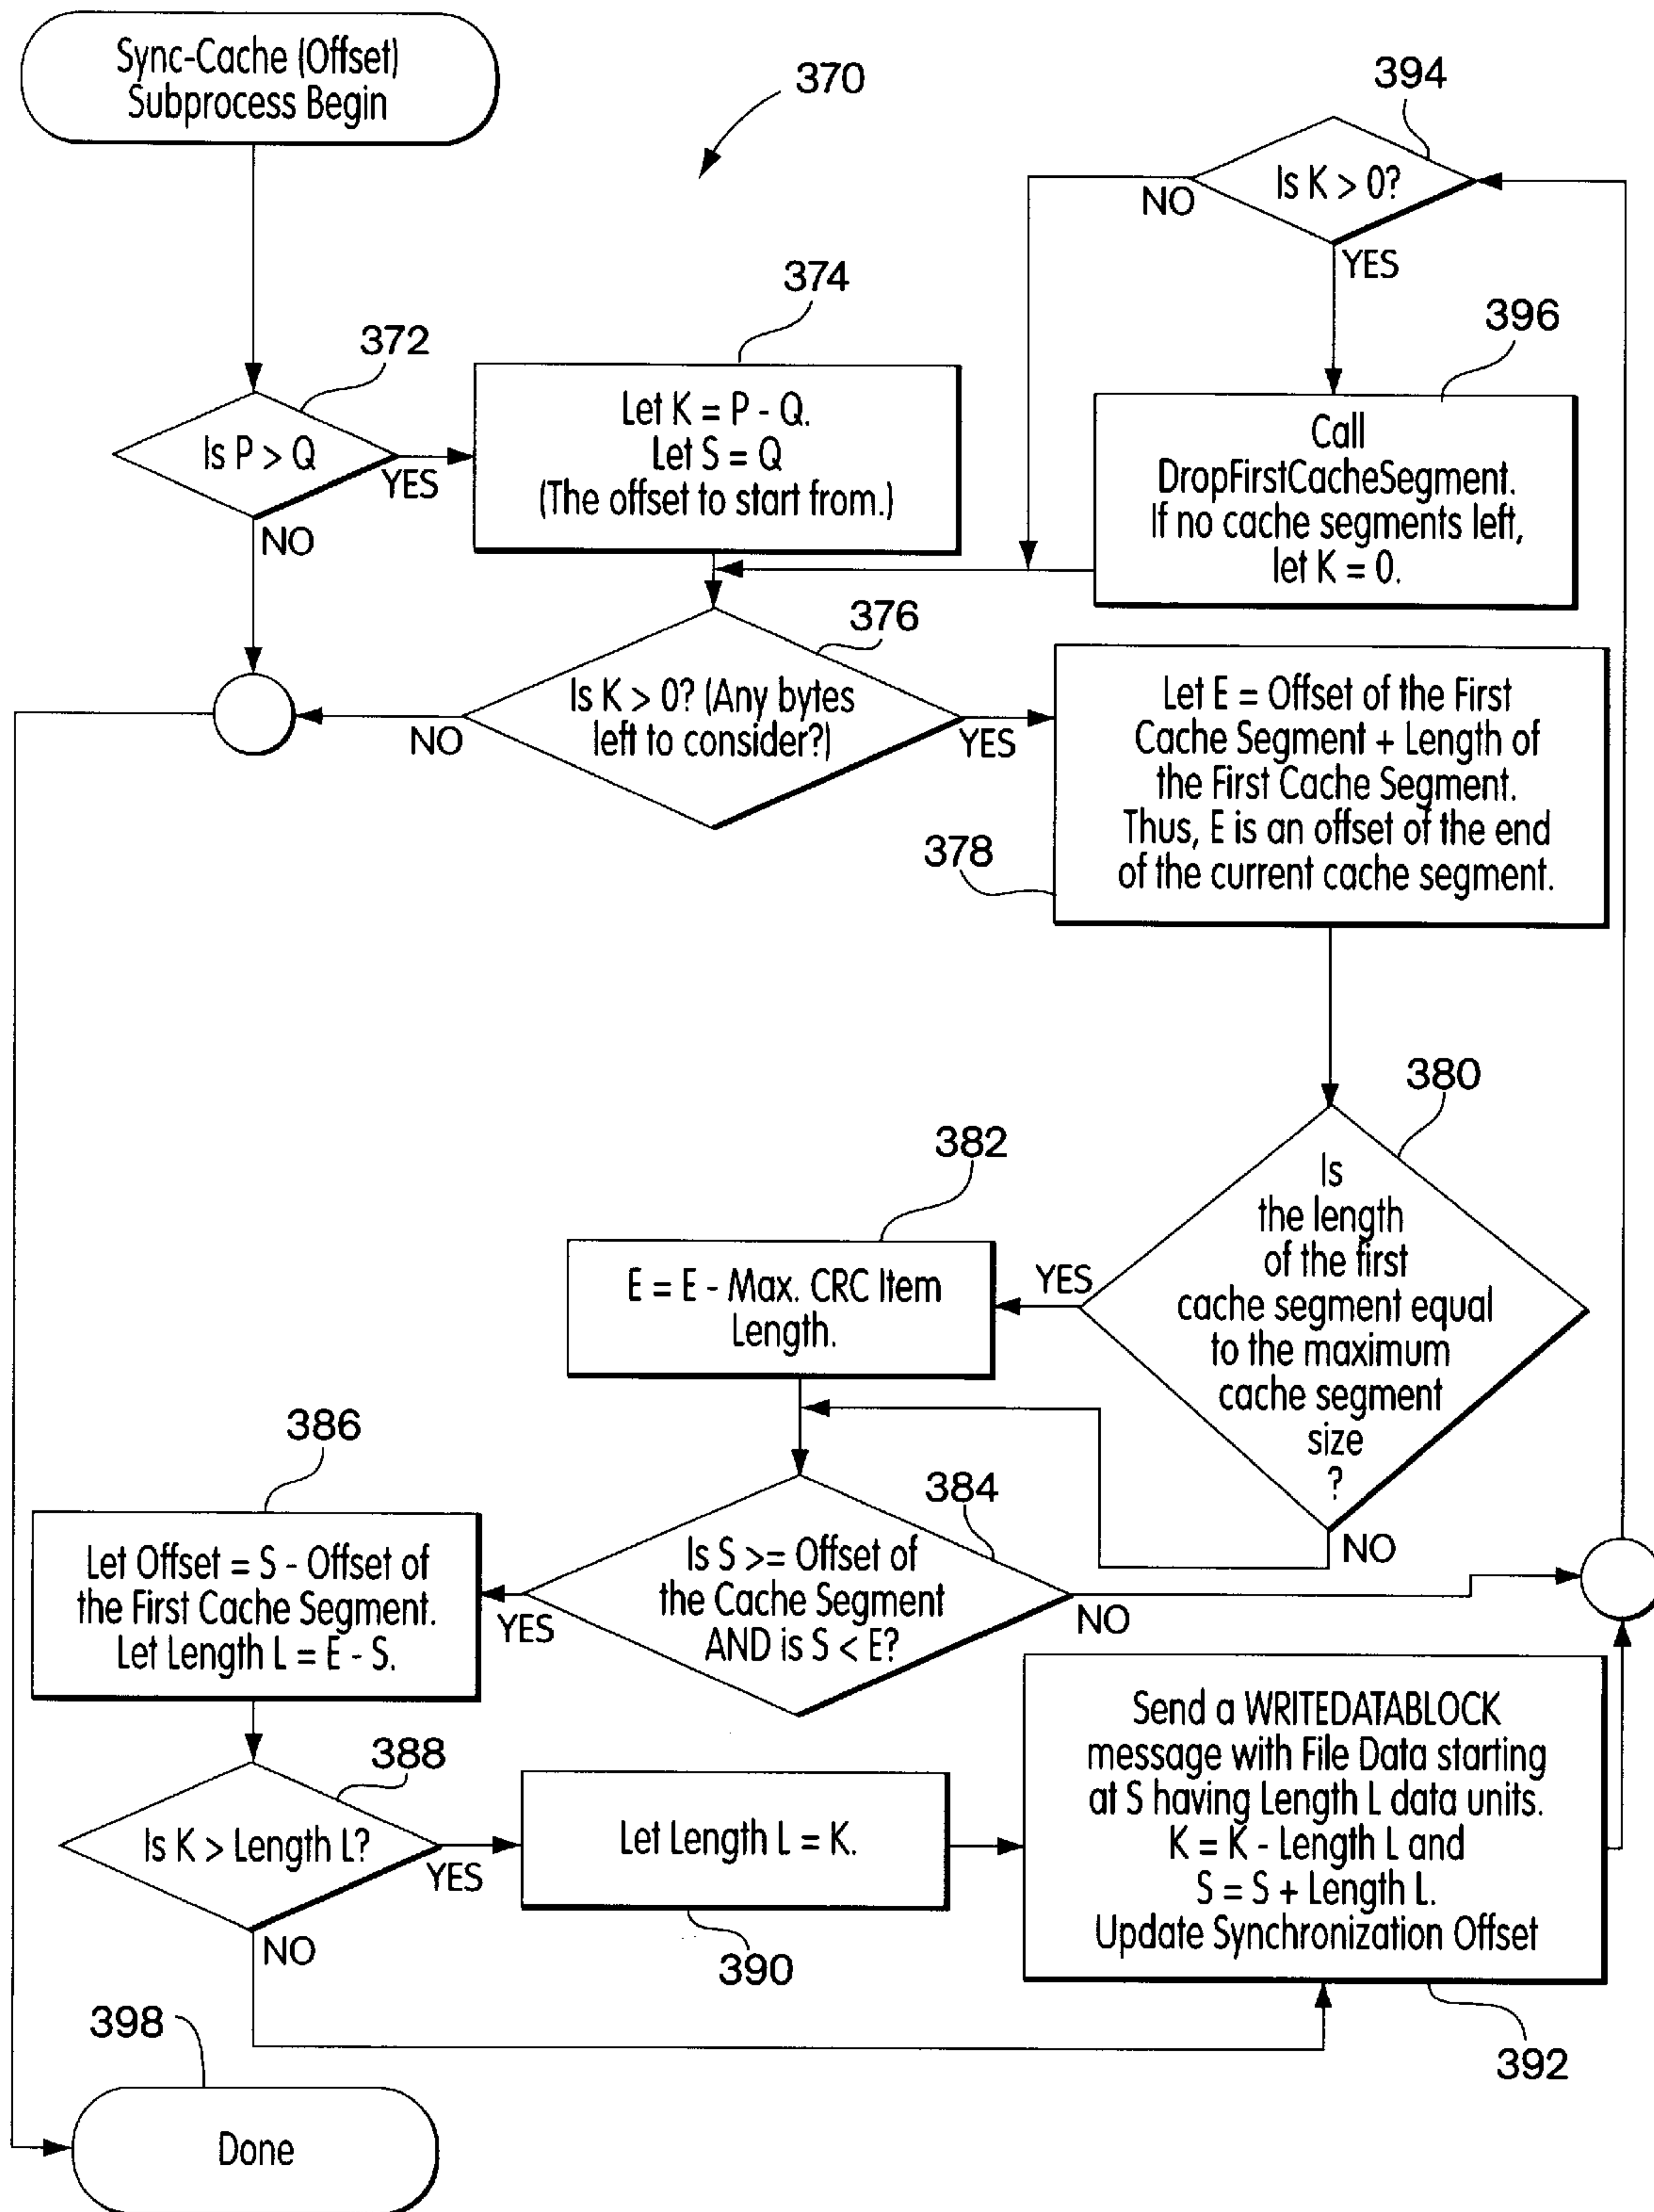 Sync-Cache (Offset)
Subprocess Begin
370
394
Is K > 0?
NO
YES
374
396
372
Let K = P - Q.
Let S = Q
(The offset to start from.)
Call
DropFirstCacheSegment.
If no cache segments left,
let K = 0.
Is P > Q
YES
NO
376
Is K > 0? (Any bytes
left to consider?)
NO
YES
Let E = Offset of the First
Cache Segment + Length of
the First Cache Segment.
Thus, E is an offset of the end
of the current cache segment.
378
380
382
Is
the length
of the first
cache segment equal
to the maximum
cache segment
size
?
YES
NO
E = E - Max. CRC Item
Length.
386
384
Let Offset = S - Offset of
the First Cache Segment.
Let Length L = E - S.
Is S >= Offset of
the Cache Segment
AND is S < E?
YES
NO
388
Is K > Length L?
YES
NO
Let Length L = K.
390
Send a WRITEDATABLOCK
message with File Data starting
at S having Length L data units.
K = K - Length L and
S = S + Length L.
Update Synchronization Offset
392
398
Done